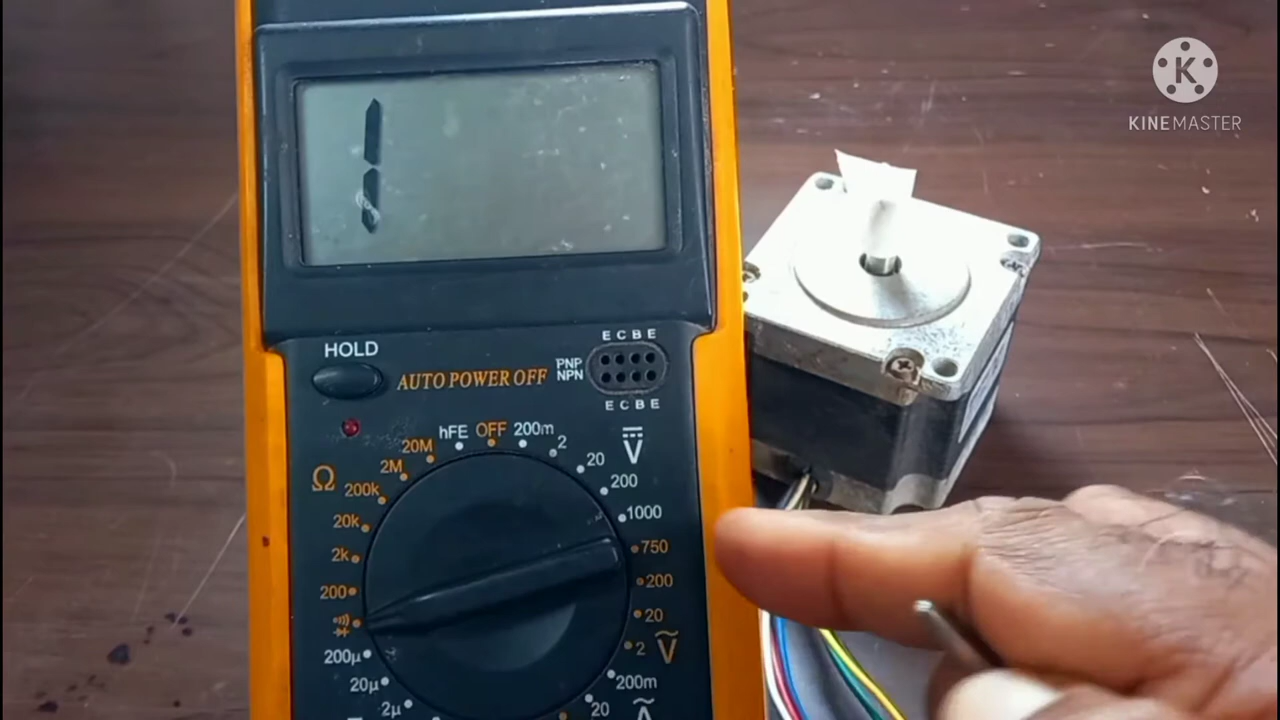 1
K
KINEMASTER
HOLD
AUTO POWER OFF
E C B E
PNP
NPN
E C B E
hFE
OFF
200m
2
20
200
1000
V
750
200
20
2
V
200m
20
A
20M
2M
Ω
200k
20k
2k
200
200µ
20µ
2µ